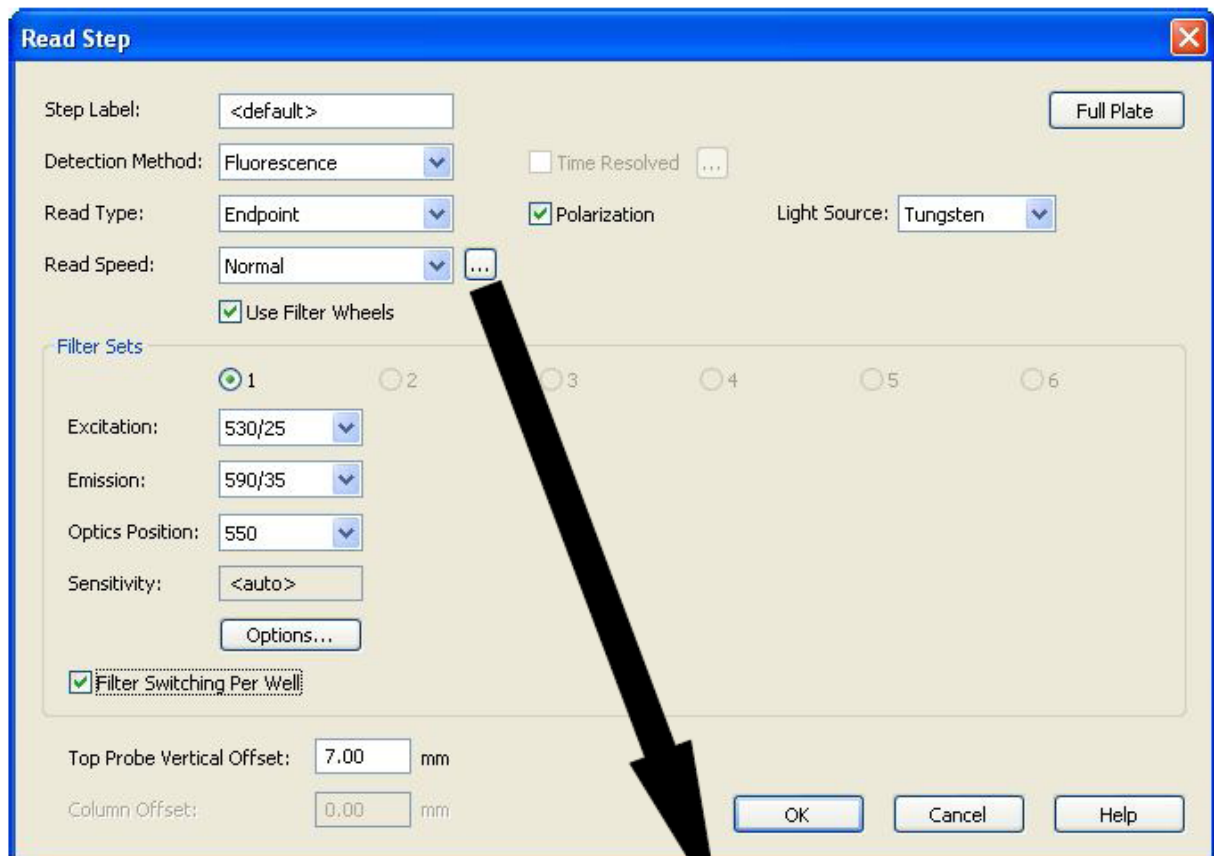 Read Step
Step Label: <default> Full Plate
Detection Method: Fluorescence Time Resolved ...
Read Type: Endpoint Polarization Light Source: Tungsten
Read Speed: Normal ...
Use Filter Wheels
Filter Sets
1 2 3 4 5 6
Excitation: 530/25
Emission: 590/35
Optics Position: 550
Sensitivity: <auto>
Options...
Filter Switching Per Well
Top Probe Vertical Offset: 7.00 mm
Column Offset: 0.00 mm
OK Cancel Help